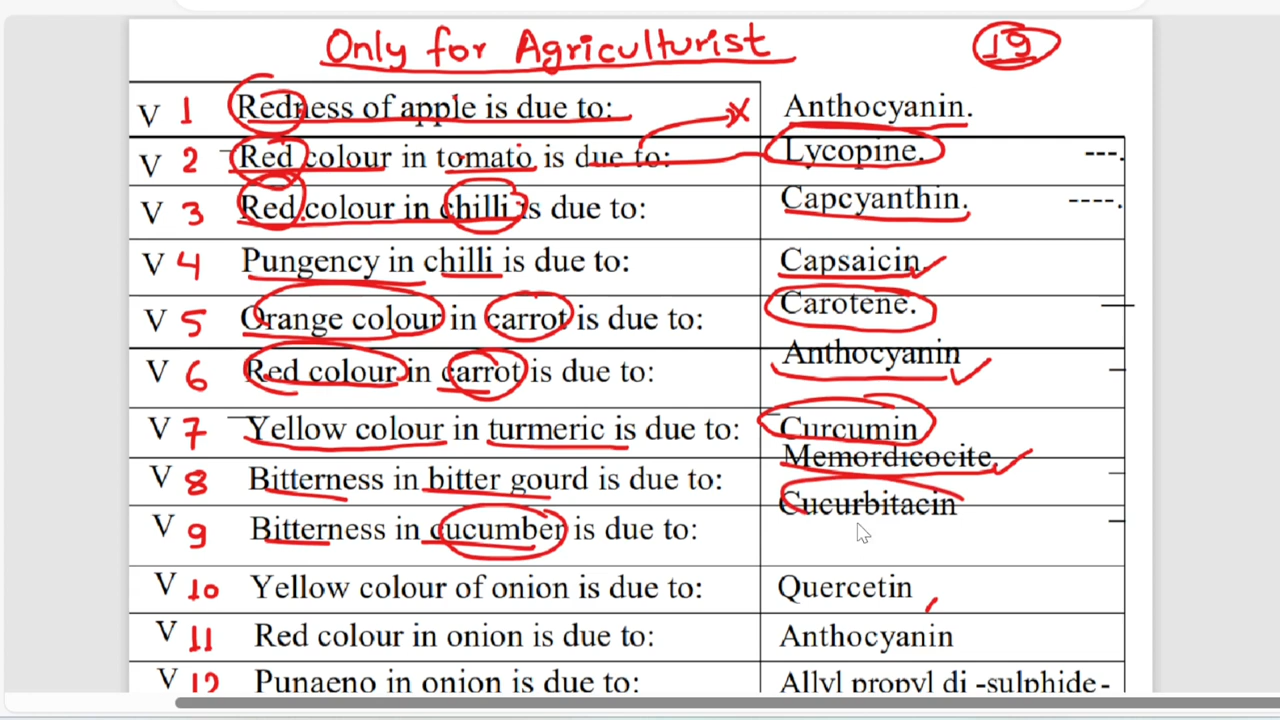 Only for Agriculturist 19
V 1 Redness of apple is due to: Anthocyanin.
V 2 Red colour in tomato is due to: Lycopine. ---.
V 3 Red colour in chilli is due to: Capcyanthin. ----.
V 4 Pungency in chilli is due to: Capsaicin.
V 5 Orange colour in carrot is due to: Carotene.
V 6 Red colour in carrot is due to: Anthocyanin
V 7 Yellow colour in turmeric is due to: Curcumin
V 8 Bitterness in bitter gourd is due to: Memordicocite.
V 9 Bitterness in cucumber is due to: Cucurbitacin
V 10 Yellow colour of onion is due to: Quercetin
V 11 Red colour in onion is due to: Anthocyanin
V 12 Pungeno in onion is due to: Allyl propyl di -sulphide-